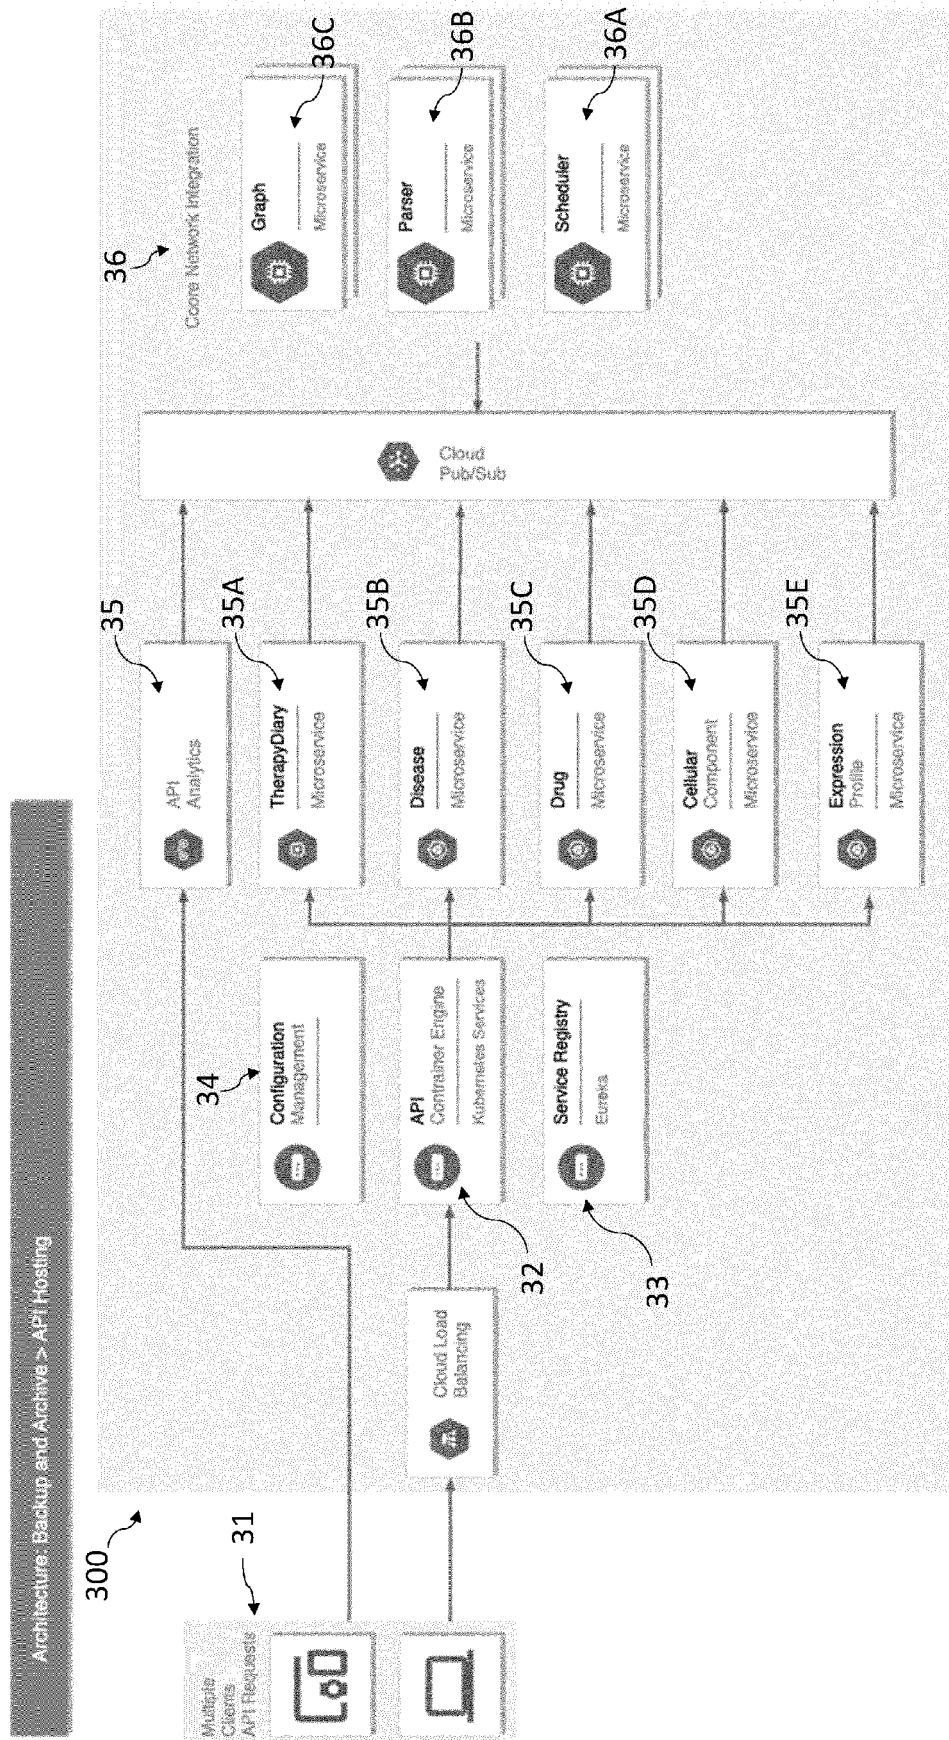 Architecture: Backup and Archive > API Hosting
300
Multiple
Clients
API Requests
31
Cloud Load
Balancing
34
Configuration
Management
API
Contrainer Engine
Kubernetes Services
32
Service Registry
Eureka
33
35
API
Analytics
35A
TherapyDiary
Microservice
35B
Disease
Microservice
35C
Drug
Microservice
35D
Cellular
Component
Microservice
35E
Expression
Profile
Microservice
Cloud
Pub/Sub
36
Coore Network Integration
36C
Graph
Microservice
36B
Parser
Microservice
36A
Scheduler
Microservice